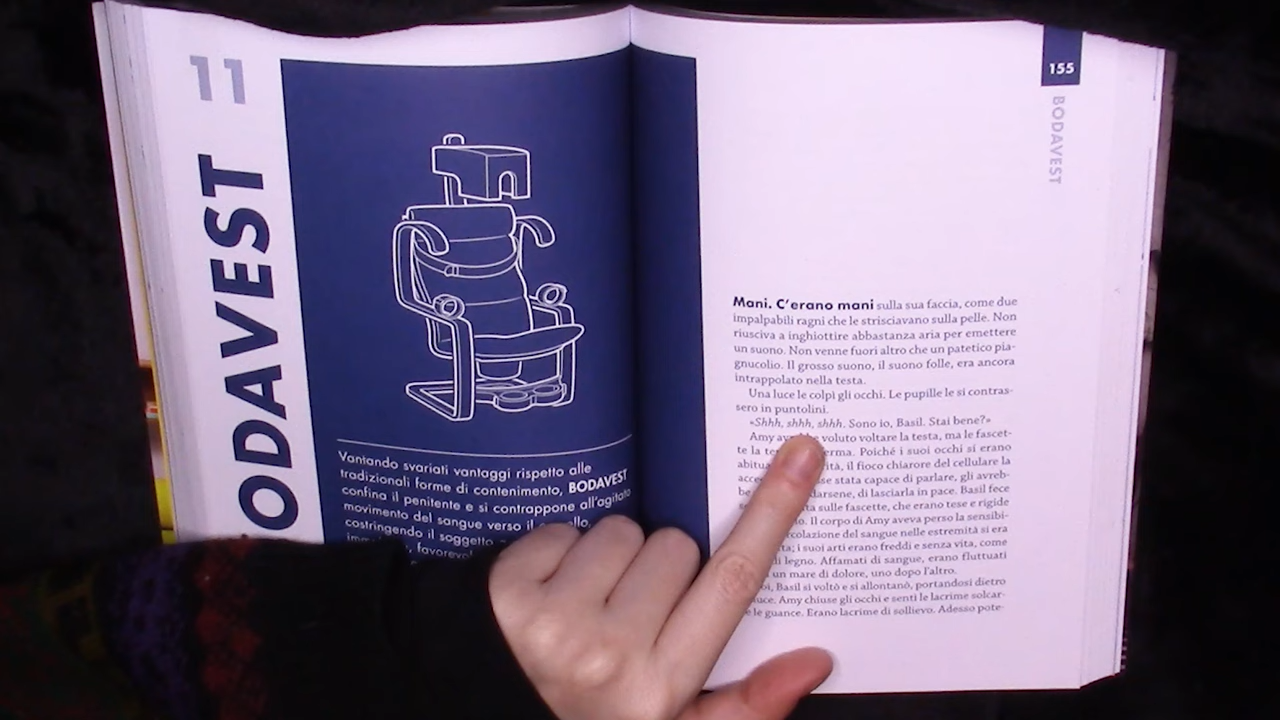 11
BODAVEST
Vantando svariati vantaggi rispetto alle
tradizionali forme di contenimento, BODAVEST
confina il penitente e si contrappone all'agitato
movimento del sangue verso il
costringendo il soggetto
favorevol
155
BODAVEST
Mani. C'erano mani sulla sua faccia, come due
impalpabili ragni che le strisciavano sulla pelle. Non
riusciva a inghiottire abbastanza aria per emettere
un suono. Non venne fuori altro che un patetico pia-
gnucolio. Il grosso suono, il suono folle, era ancora
intrappolato nella testa.
Una luce le colpì gli occhi. Le pupille le si contras-
sero in puntolini.
«Shhh, shhh, shhh. Sono io, Basil. Stai bene?»
Amy voluto voltare la testa, ma le fascet-
te la Poiché i suoi occhi si erano
il fioco chiarore del cellulare la
stata capace di parlare, gli avreb-
be di lasciarla in pace. Basil fece
sulle fascette, che erano tese e rigide
Il corpo di Amy aveva perso la sensibi-
del sangue nelle estremità si era
i suoi arti erano freddi e senza vita, come
di legno. Affamati di sangue, erano fluttuati
un mare di dolore, uno dopo l'altro.
Basil si voltò e si allontanò, portandosi dietro
Amy chiuse gli occhi e sentì le lacrime solcar-
le guance. Erano lacrime di sollievo. Adesso pote-